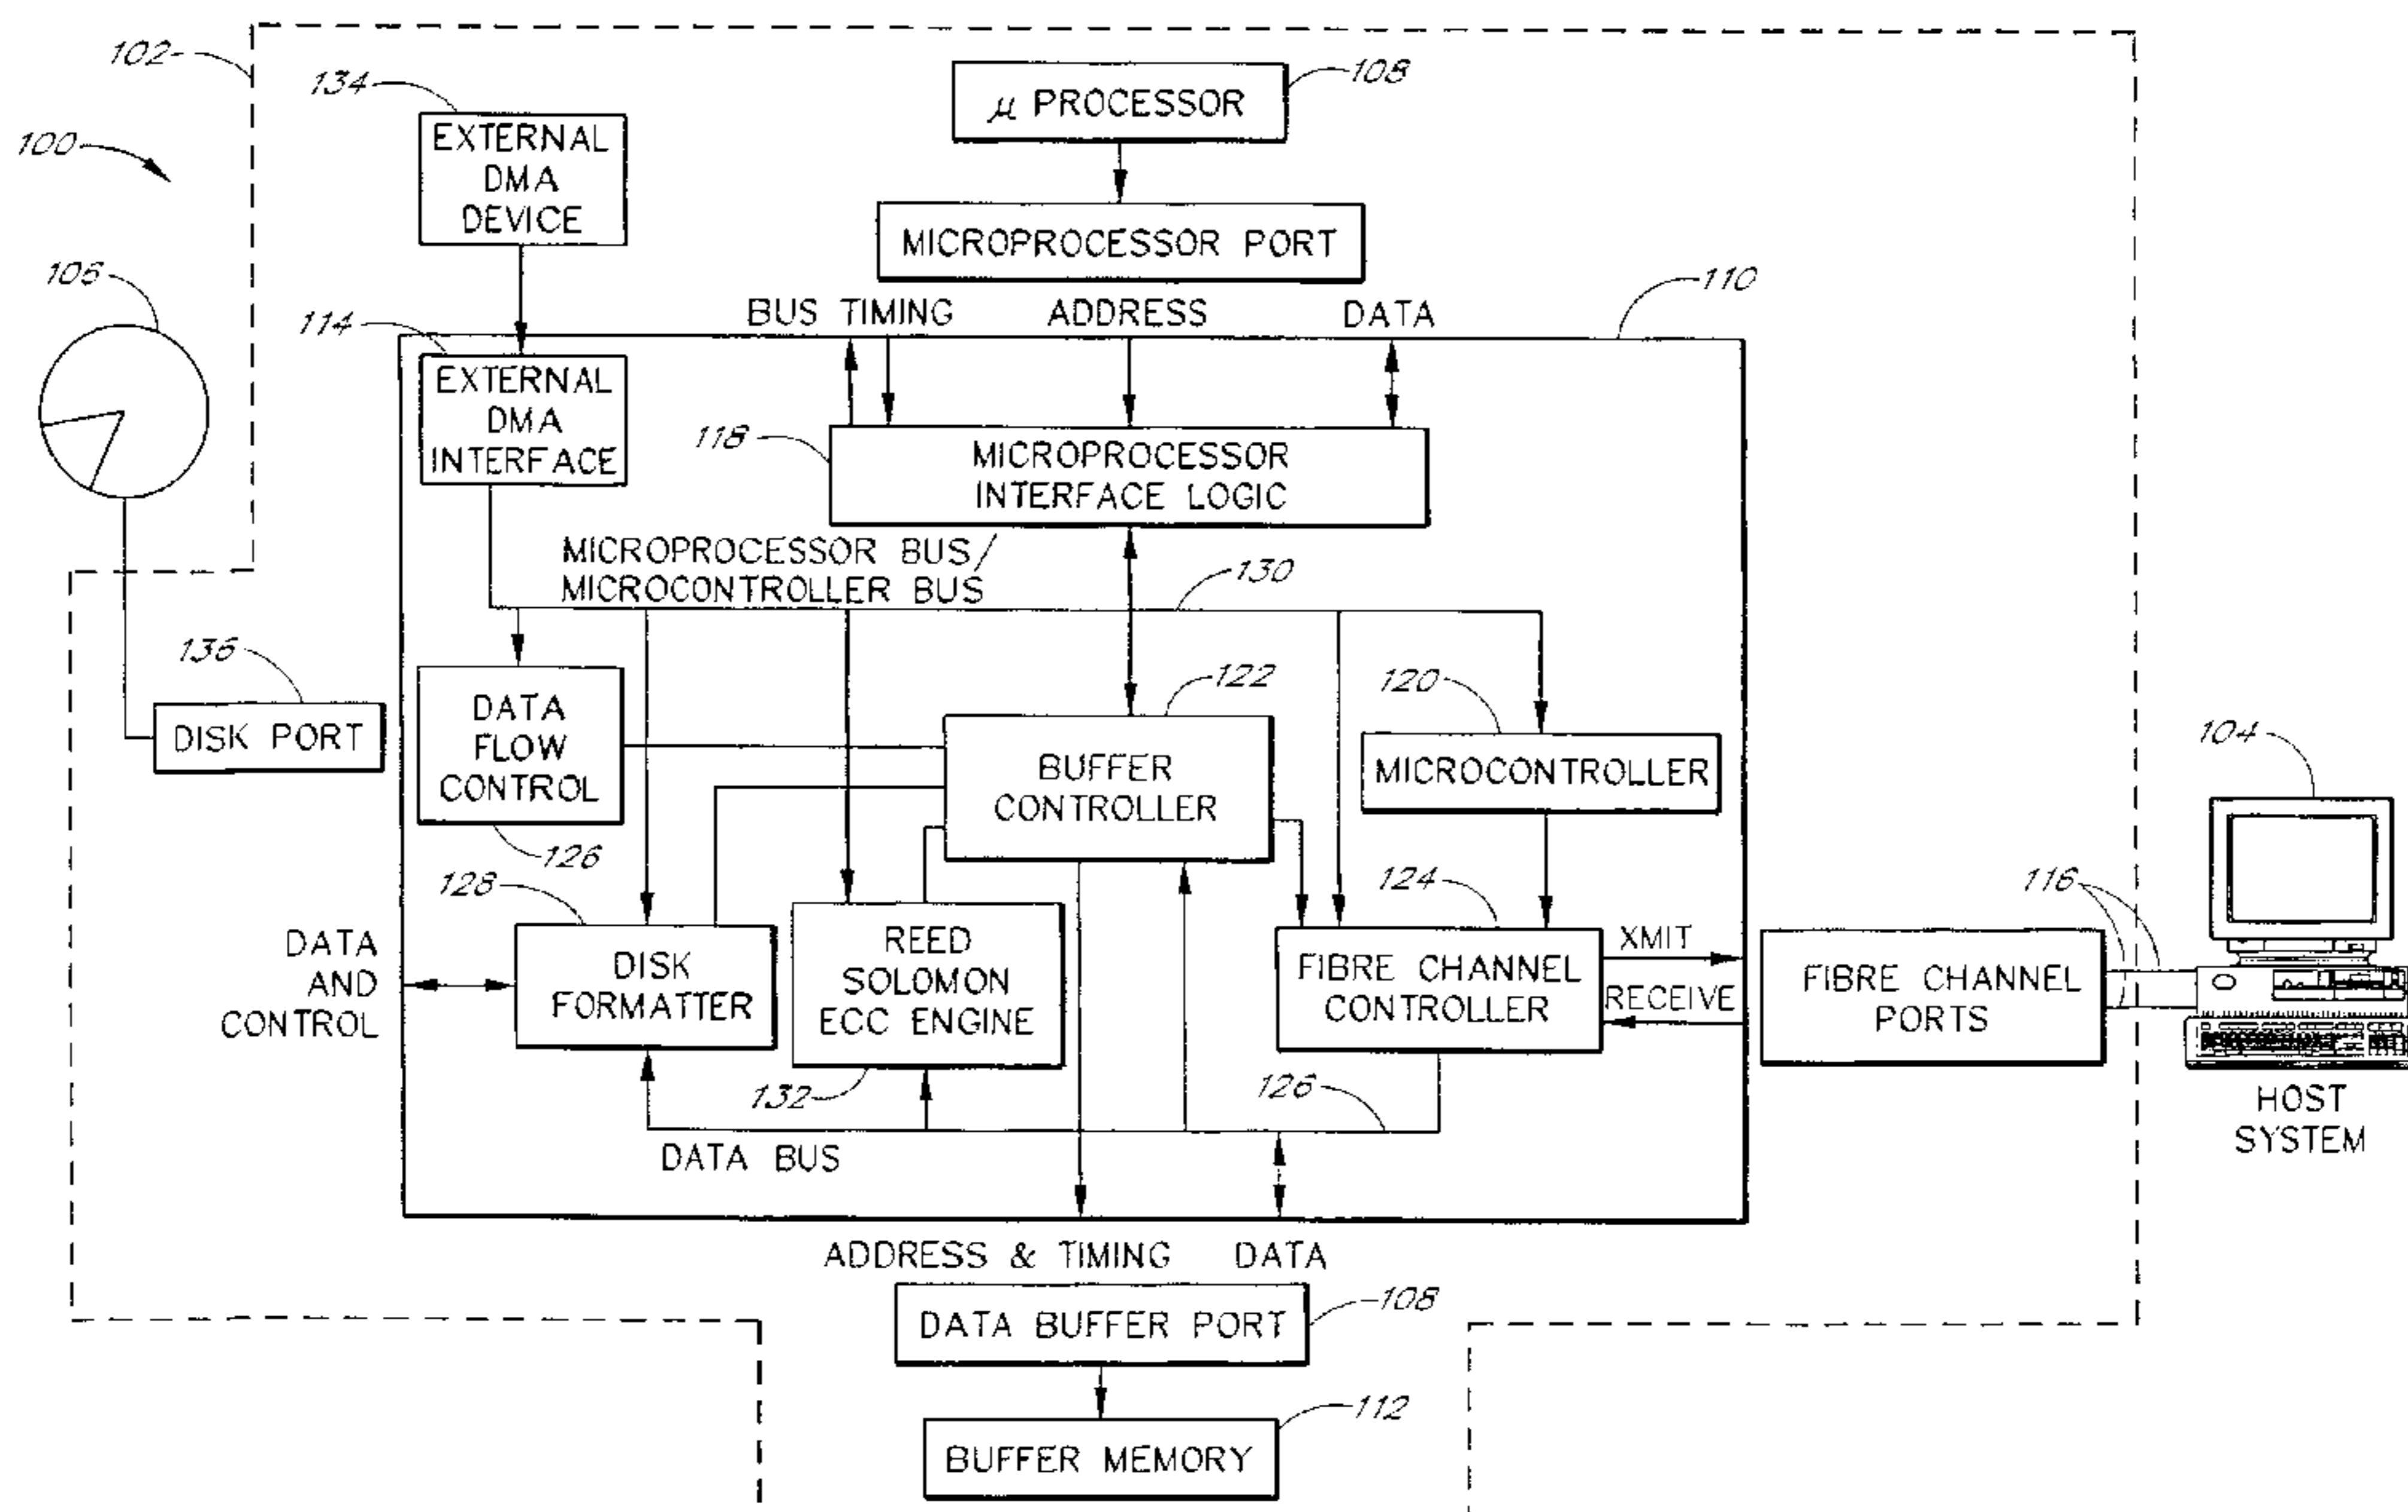 102
134
108
μ PROCESSOR
100
EXTERNAL
DMA
DEVICE
MICROPROCESSOR PORT
106
114
BUS TIMING
ADDRESS
DATA
110
EXTERNAL
DMA
INTERFACE
118
MICROPROCESSOR
INTERFACE LOGIC
MICROPROCESSOR BUS/
MICROCONTROLLER BUS
130
136
DISK PORT
DATA
FLOW
CONTROL
126
122
BUFFER
CONTROLLER
120
MICROCONTROLLER
104
128
DISK
FORMATTER
DATA
AND
CONTROL
REED
SOLOMON
ECC ENGINE
132
124
FIBRE CHANNEL
CONTROLLER
XMIT
RECEIVE
116
FIBRE CHANNEL
PORTS
HOST
SYSTEM
126
DATA BUS
ADDRESS & TIMING
DATA
DATA BUFFER PORT
108
112
BUFFER MEMORY